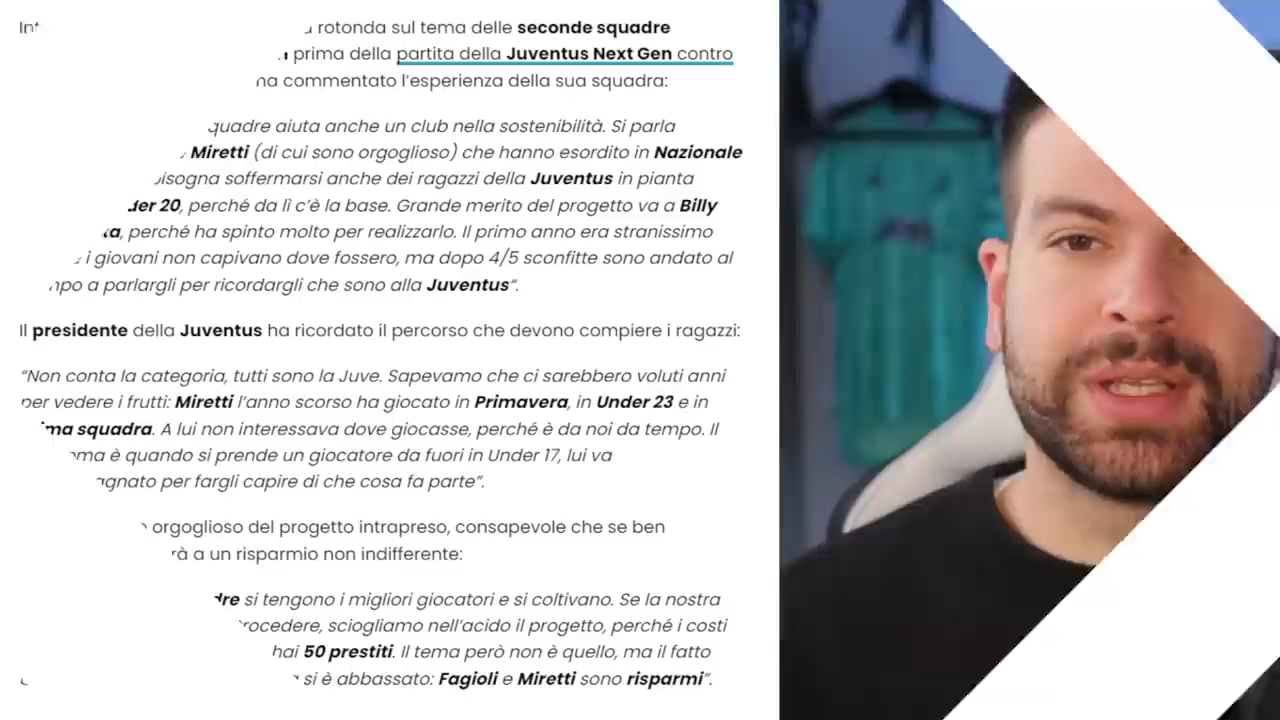 rotonda sul tema delle seconde squadre
prima della partita della Juventus Next Gen contro
ha commentato l'esperienza della sua squadra:
squadre aiuta anche un club nella sostenibilità. Si parla
Miretti (di cui sono orgoglioso) che hanno esordito in Nazionale
bisogna soffermarsi anche dei ragazzi della Juventus in pianta
20, perché da lì c'è la base. Grande merito del progetto va a Billy
perché ha spinto molto per realizzarlo. Il primo anno era stranissimo
i giovani non capivano dove fossero, ma dopo 4/5 sconfitte sono andato al
a parlargli per ricordargli che sono alla Juventus“.
Il presidente della Juventus ha ricordato il percorso che devono compiere i ragazzi:
“Non conta la categoria, tutti sono la Juve. Sapevamo che ci sarebbero voluti anni
per vedere i frutti: Miretti l'anno scorso ha giocato in Primavera, in Under 23 e in
squadra. A lui non interessava dove giocasse, perché è da noi da tempo. Il
è quando si prende un giocatore da fuori in Under 17, lui va
per fargli capire di che cosa fa parte”.
orgoglioso del progetto intrapreso, consapevole che se ben
a un risparmio non indifferente:
si tengono i migliori giocatori e si coltivano. Se la nostra
sciogliamo nell'acido il progetto, perché i costi
hai 50 prestiti. Il tema però non è quello, ma il fatto
si è abbassato: Fagioli e Miretti sono risparmi”.